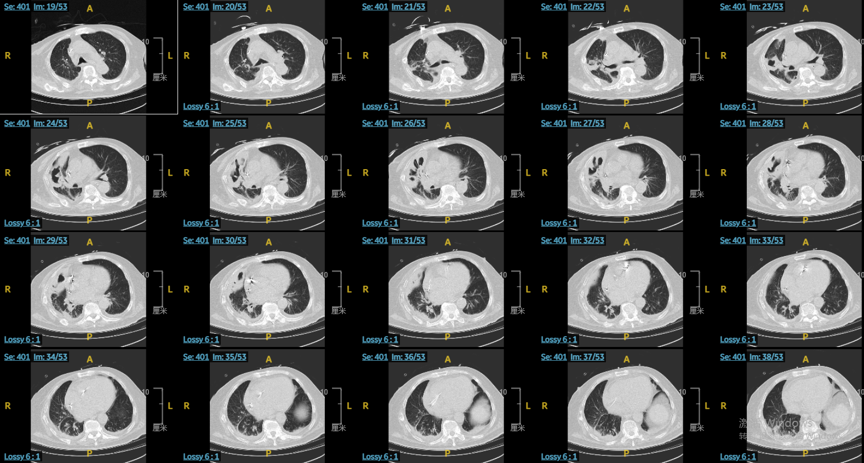 Se: 401 Im: 19/53 A Se: 401 Im: 20/53 A Se: 401 Im: 21/53 A Se: 401 Im: 22/53 A Se: 401 Im: 23/53 A
R 10 L R 10 L R 10 L R 10 L R 10
厘米 厘米 厘米 厘米
P Lossy 6 : 1 P Lossy 6 : 1 P Lossy 6 : 1 P Lossy 6 : 1 P
Se: 401 Im: 24/53 A Se: 401 Im: 25/53 A Se: 401 Im: 26/53 A Se: 401 Im: 27/53 A Se: 401 Im: 28/53 A
R 10 L R 10 L R 10 L R 10 L R 10
厘米 厘米 厘米 厘米
Lossy 6 : 1 P Lossy 6 : 1 P Lossy 6 : 1 P Lossy 6 : 1 P Lossy 6 : 1 P
Se: 401 Im: 29/53 A Se: 401 Im: 30/53 A Se: 401 Im: 31/53 A Se: 401 Im: 32/53 A Se: 401 Im: 33/53 A
R 10 L R 10 L R 10 L R 10 L R 10
厘米 厘米 厘米 厘米
Lossy 6 : 1 P Lossy 6 : 1 P Lossy 6 : 1 P Lossy 6 : 1 P Lossy 6 : 1 P
Se: 401 Im: 34/53 A Se: 401 Im: 35/53 A Se: 401 Im: 36/53 A Se: 401 Im: 37/53 A Se: 401 Im: 38/53 A
R 10 L R 10 L R 10 L R 10 L R 10
厘米 厘米 厘米 厘米
Windows
Lossy 6 : 1 P Lossy 6 : 1 P Lossy 6 : 1 P Lossy 6 : 1 P Lossy 6 : 1 P